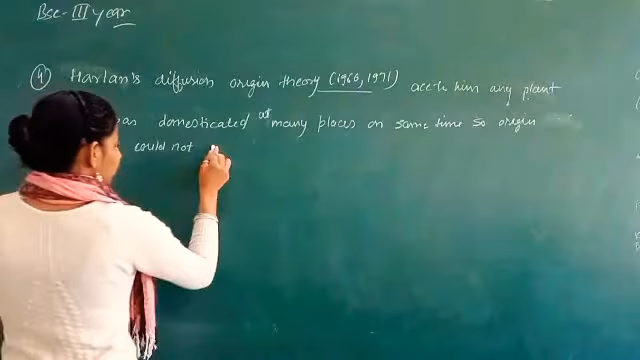 Bsc- III year
4 Harlan's diffusion origin theory (1960, 1971) acc to him any plant
was domesticated at many places on same time so origin
could not